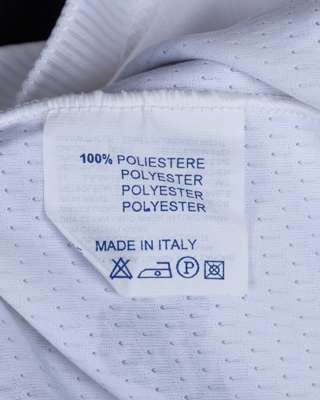 100% POLIESTERE
POLYESTER
POLYESTER
POLYESTER
MADE IN ITALY
P